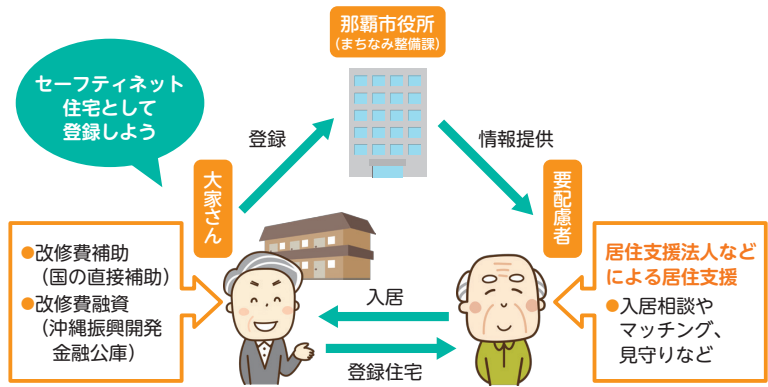 那覇市役所
(まちなみ整備課)
セーフティネット
住宅として
登録しよう
登録
情報提供
大家さん
要配慮者
●改修費補助
(国の直接補助)
●改修費融資
(沖縄振興開発
金融公庫)
入居
登録住宅
居住支援法人など
による居住支援
●入居相談や
マッチング、
見守りなど